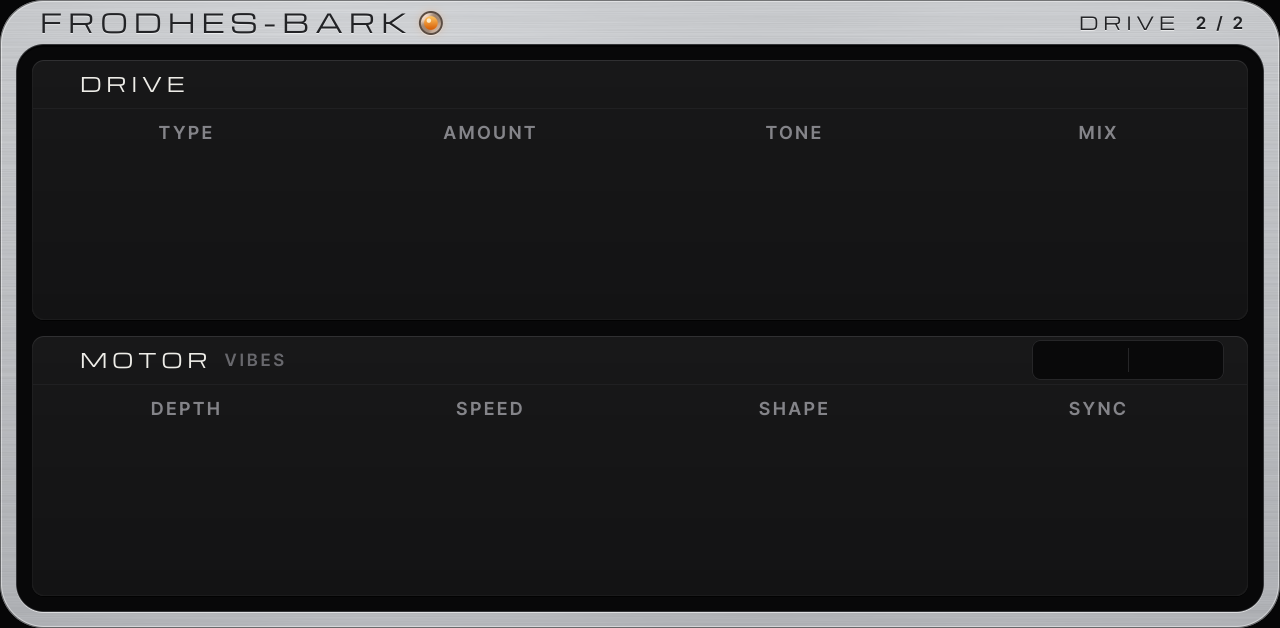 FRODHES-BARK DRIVE 2 / 2
DRIVE
TYPE AMOUNT TONE MIX
MOTOR VIBES
DEPTH SPEED SHAPE SYNC